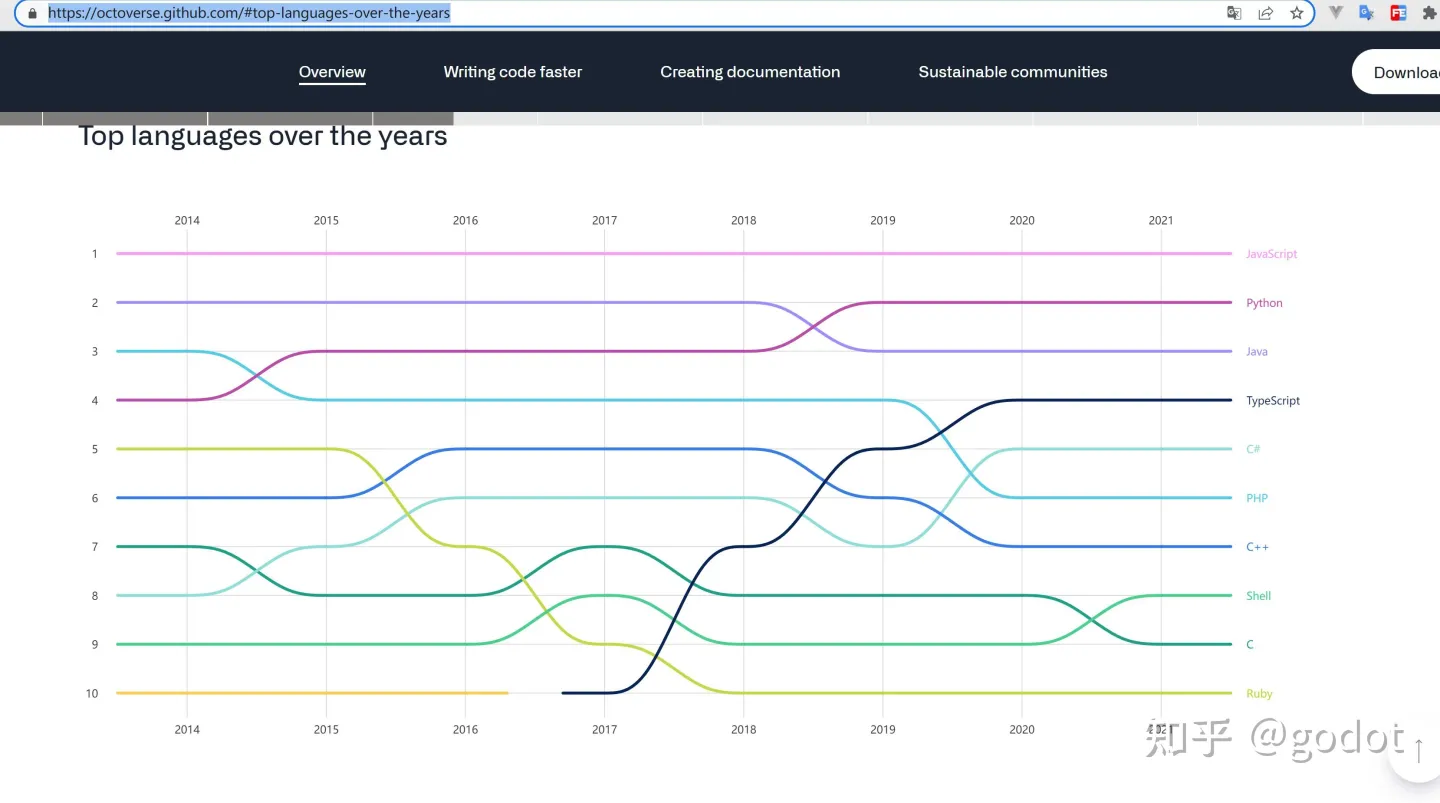 https://octoverse.github.com/#top-languages-over-the-years
Overview Writing code faster Creating documentation Sustainable communities Downloa
Top languages over the years
2014 2015 2016 2017 2018 2019 2020 2021
1 JavaScript
2 Python
3 Java
4 TypeScript
5 C#
6 PHP
7 C++
8 Shell
9 C
10 Ruby
2014 2015 2016 2017 2018 2019 2020 2021
知乎 @godot